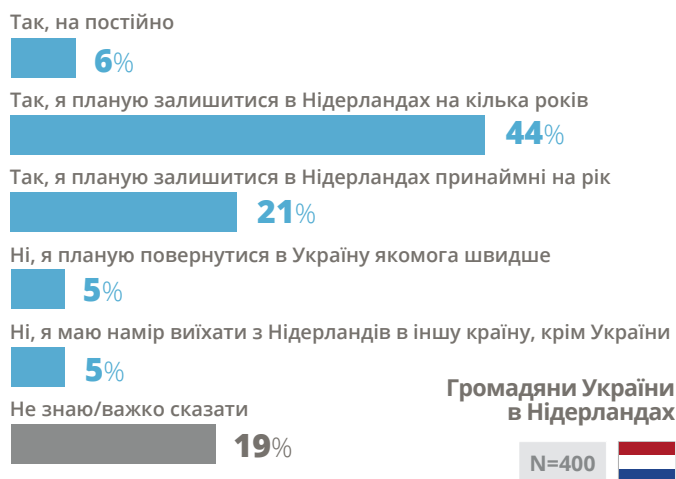 Так, на постійно
6%
Так, я планую залишитися в Нідерландах на кілька років
44%
Так, я планую залишитися в Нідерландах принаймні на рік
21%
Ні, я планую повернутися в Україну якомога швидше
5%
Ні, я маю намір виїхати з Нідерландів в іншу країну, крім України
5%
Не знаю/важко сказати
19%
Громадяни України
в Нідерландах
N=400